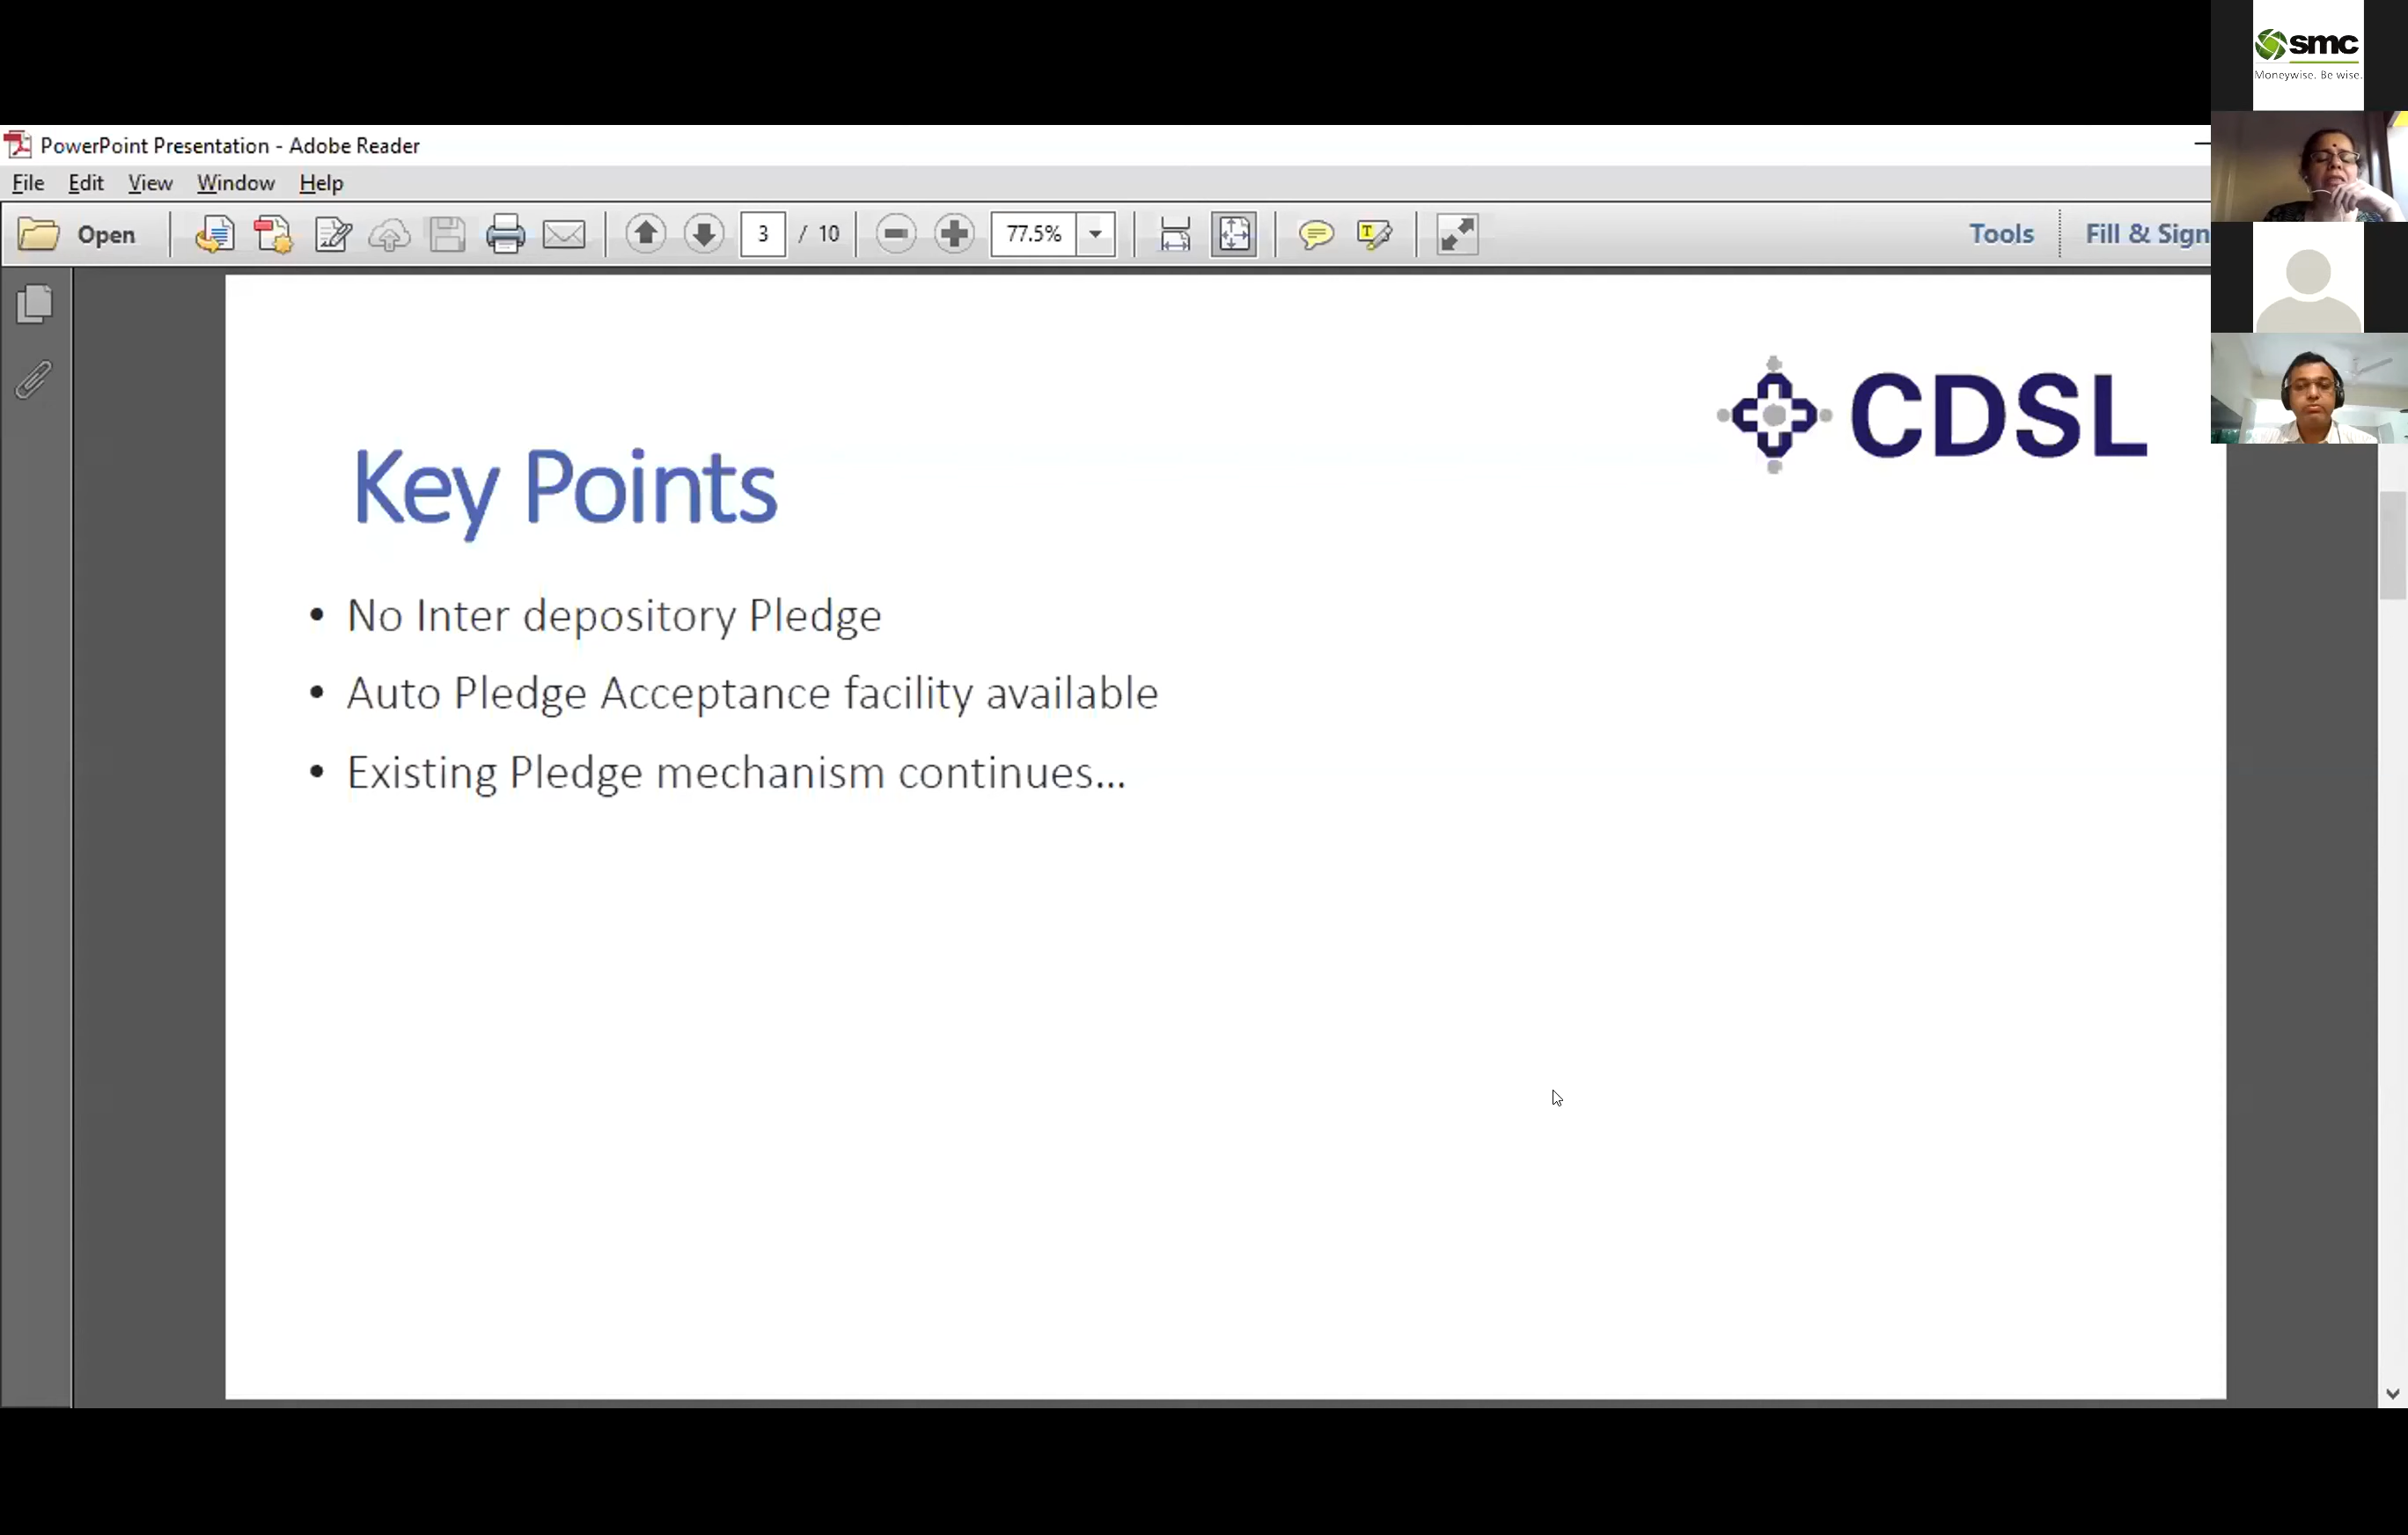 smc
Moneywise. Be wise.
PowerPoint Presentation - Adobe Reader
File Edit View Window Help
Open 3 / 10 77.5% Tools Fill & Sign
CDSL
Key Points
• No Inter depository Pledge
• Auto Pledge Acceptance facility available
• Existing Pledge mechanism continues...